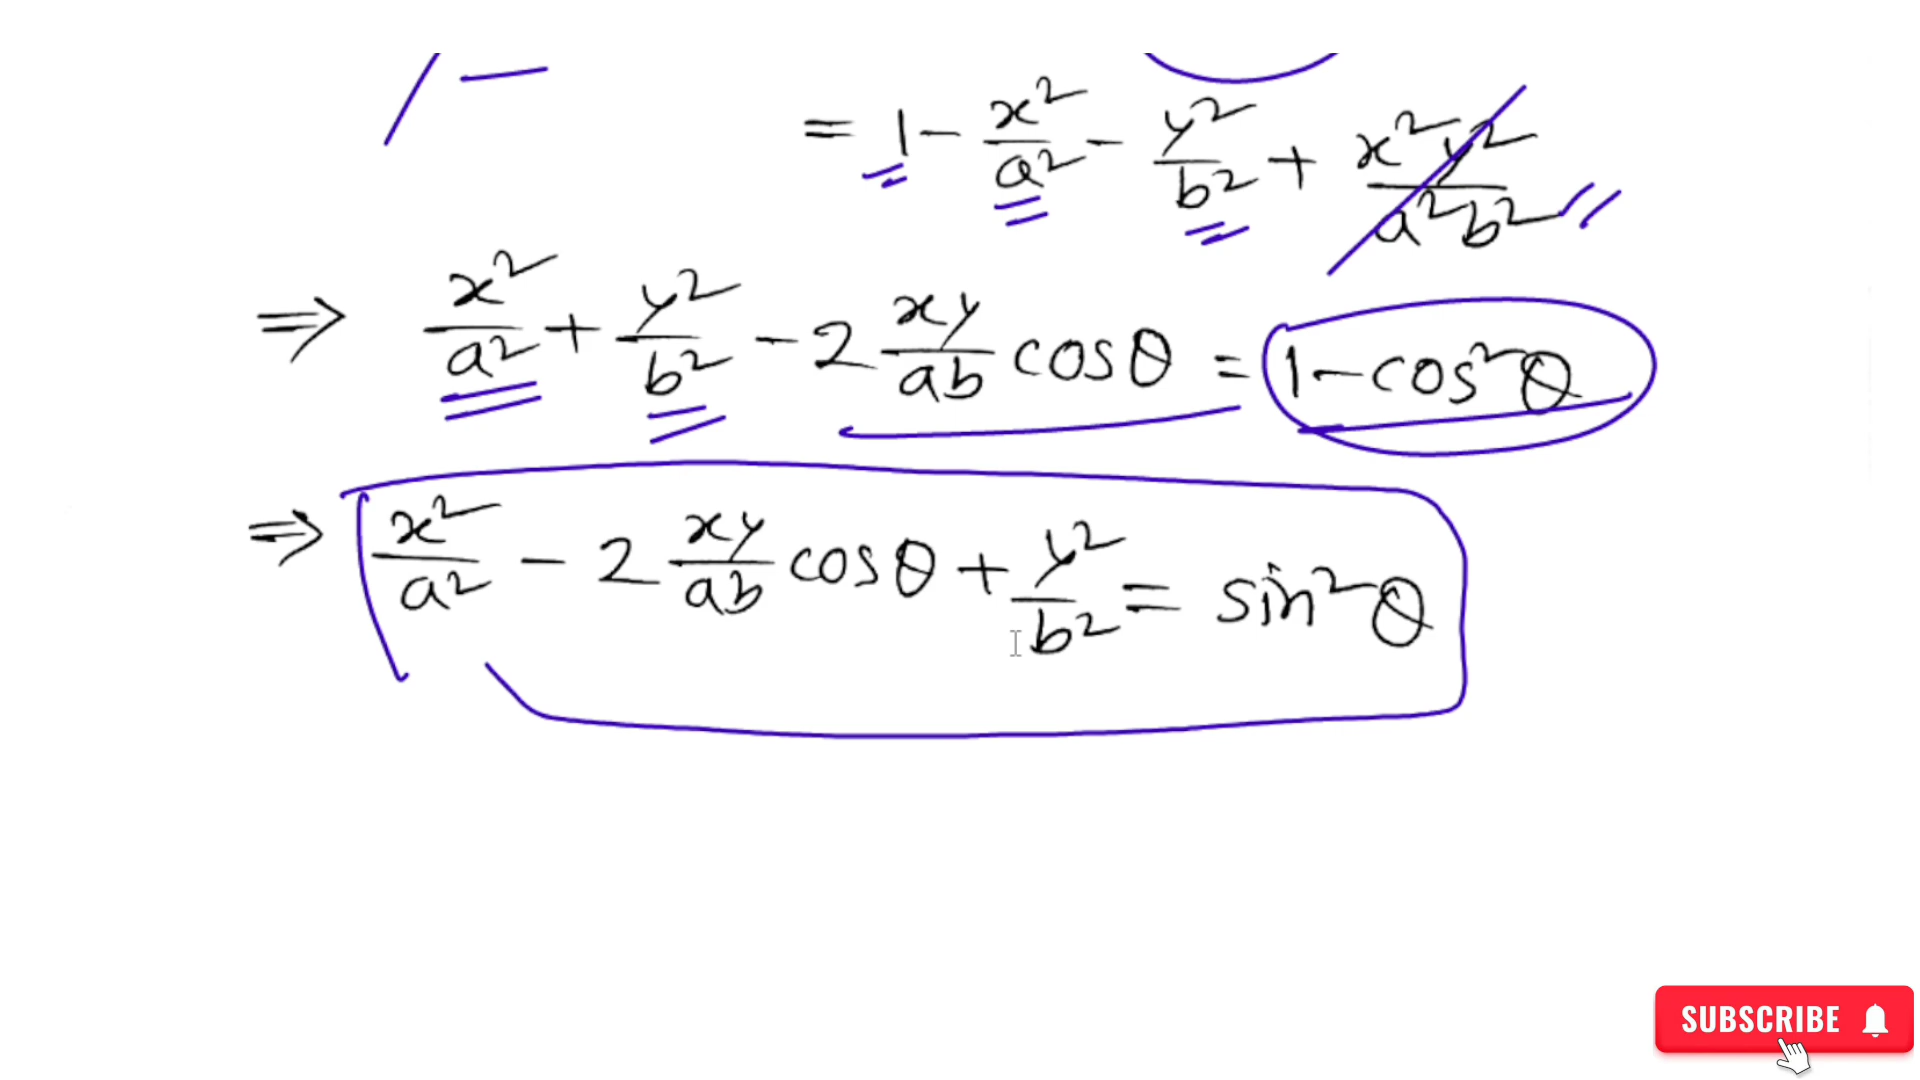 = 1 - x²/a² - y²/b² + x²y²/a²b²
⇒ x²/a² + y²/b² - 2 xy/ab cosθ = 1 - cos²θ
⇒ x²/a² - 2 xy/ab cosθ + y²/b² = sin²θ
SUBSCRIBE